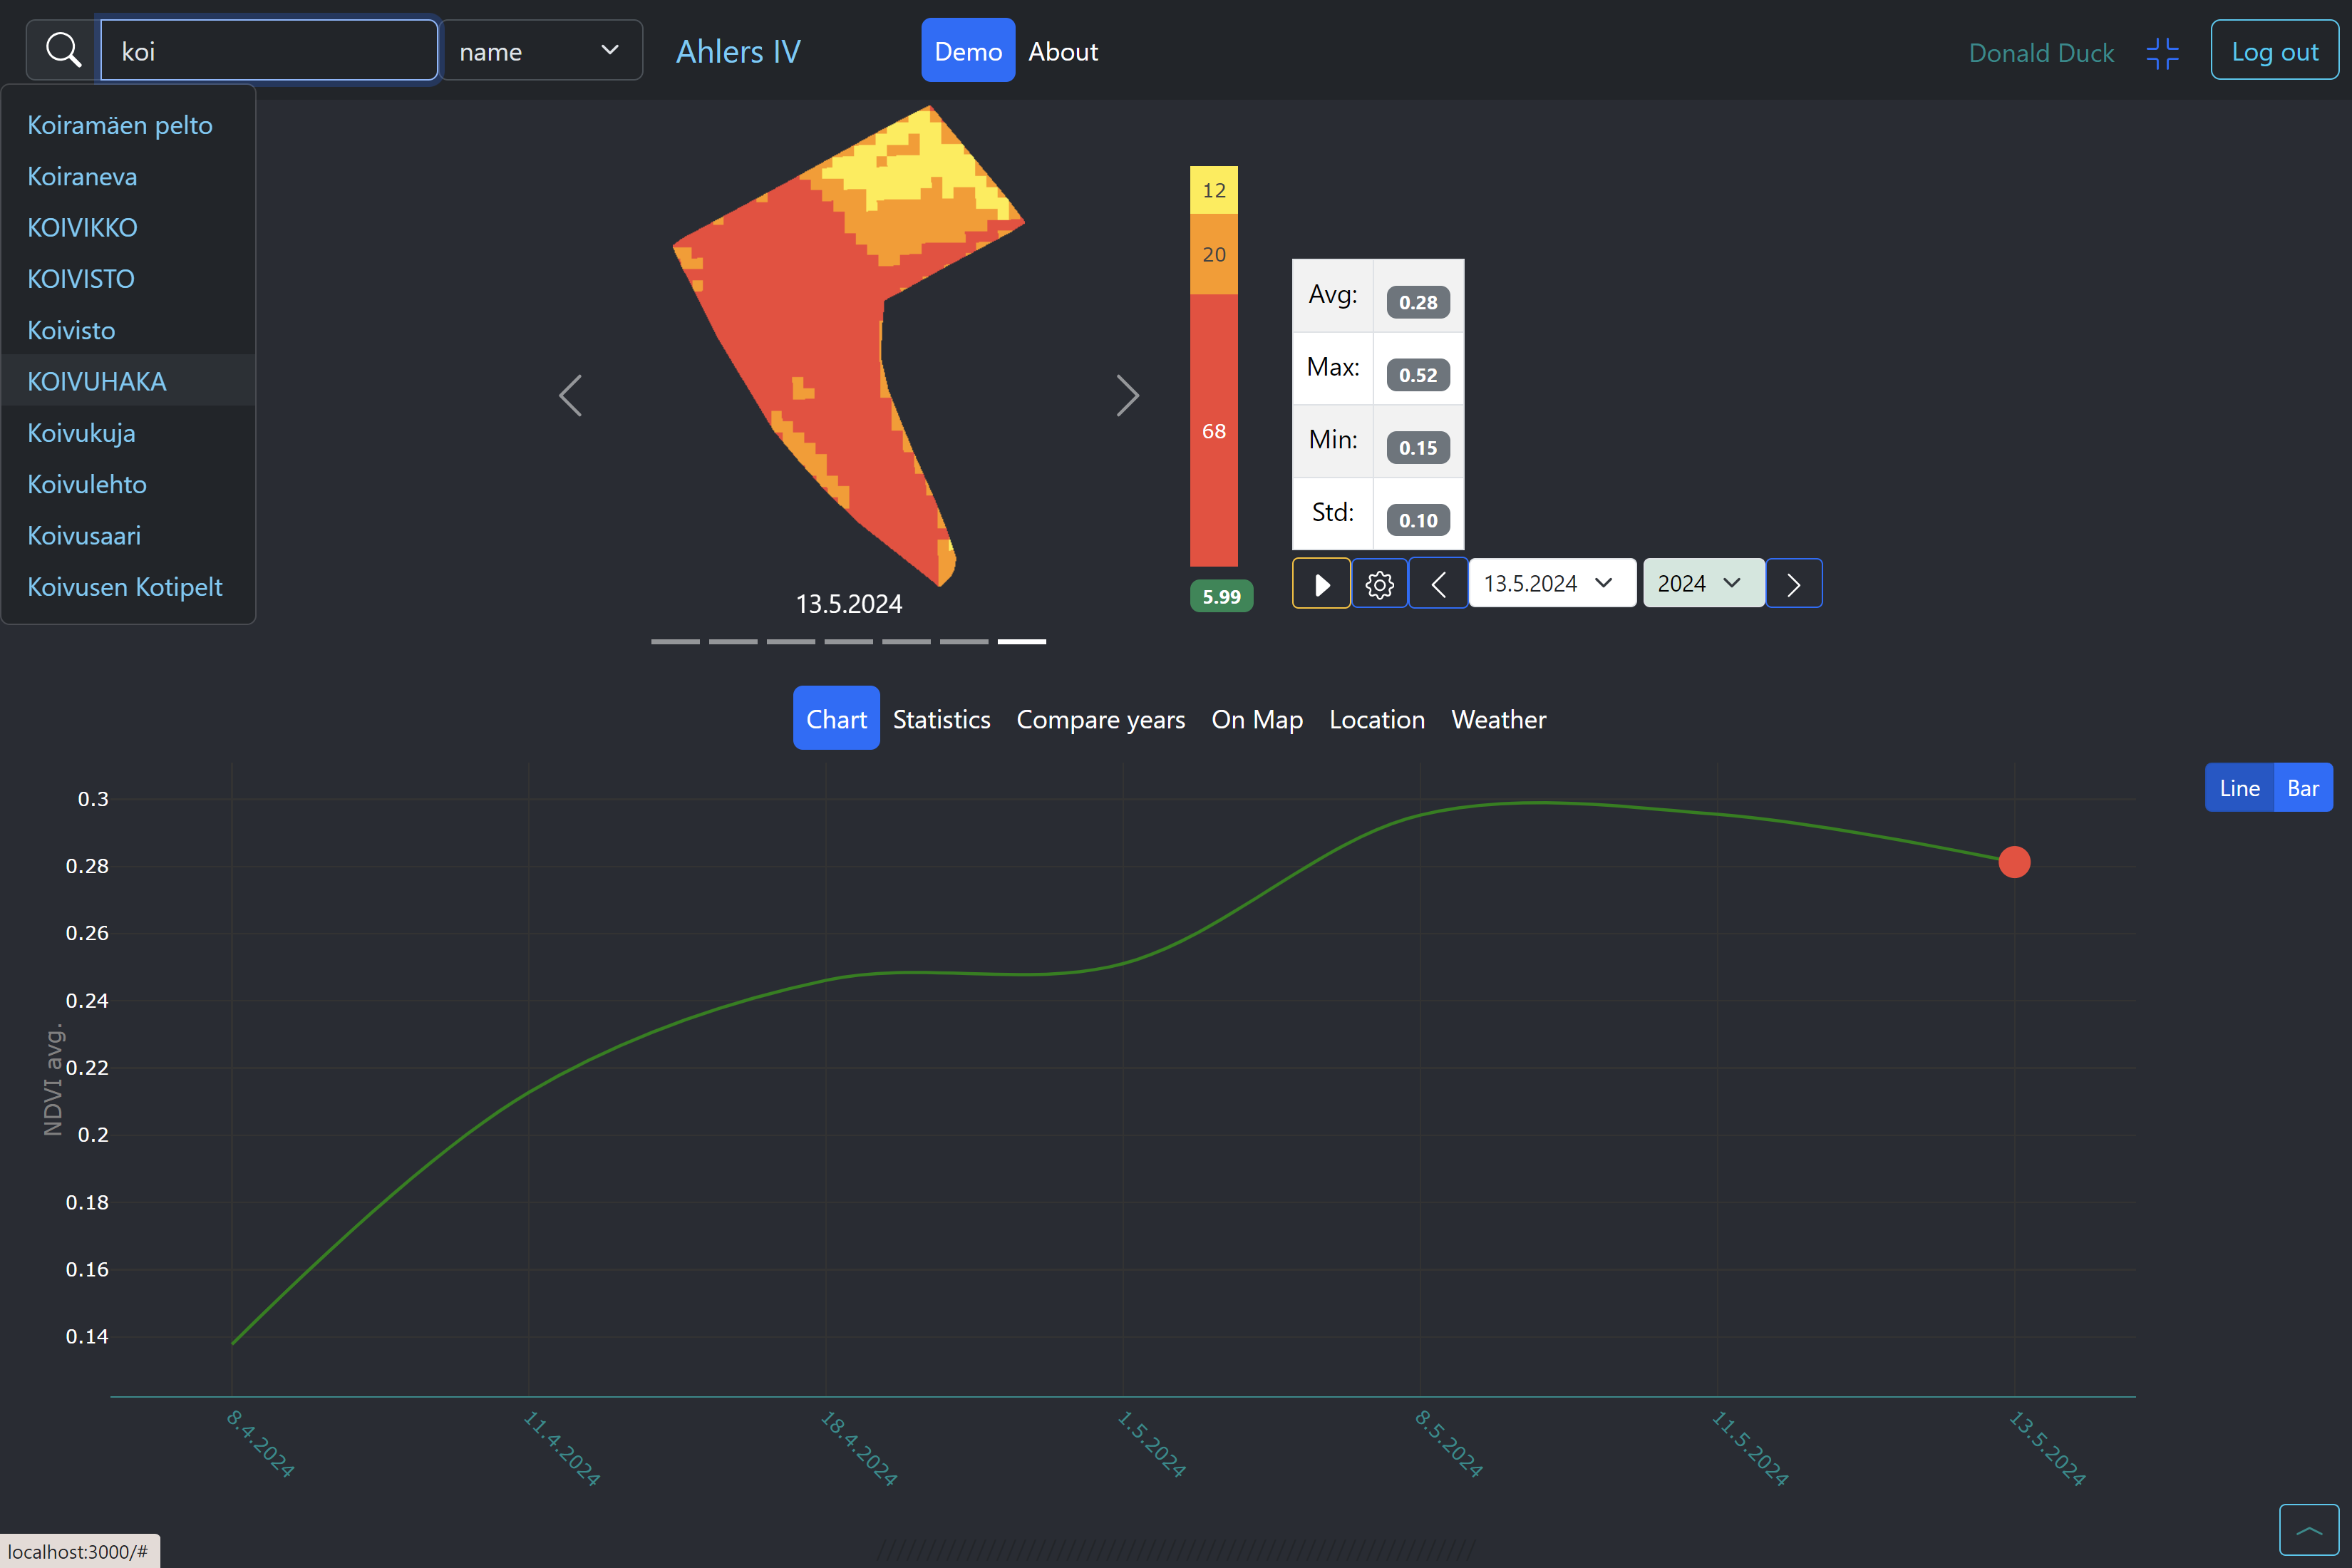 koi
name
Ahlers IV
Demo
About
Donald Duck
Log out
Koiramäen pelto
Koiraneva
KOIVIKKO
KOIVISTO
Koivisto
KOIVUHAKA
Koivukuja
Koivulehto
Koivusaari
Koivusen Kotipelt
12
20
68
5.99
Avg: 0.28
Max: 0.52
Min: 0.15
Std: 0.10
13.5.2024
2024
13.5.2024
Chart
Statistics
Compare years
On Map
Location
Weather
Line
Bar
NDVI avg.
0.3
0.28
0.26
0.24
0.22
0.2
0.18
0.16
0.14
8.4.2024
11.4.2024
18.4.2024
1.5.2024
8.5.2024
11.5.2024
13.5.2024
localhost:3000/#